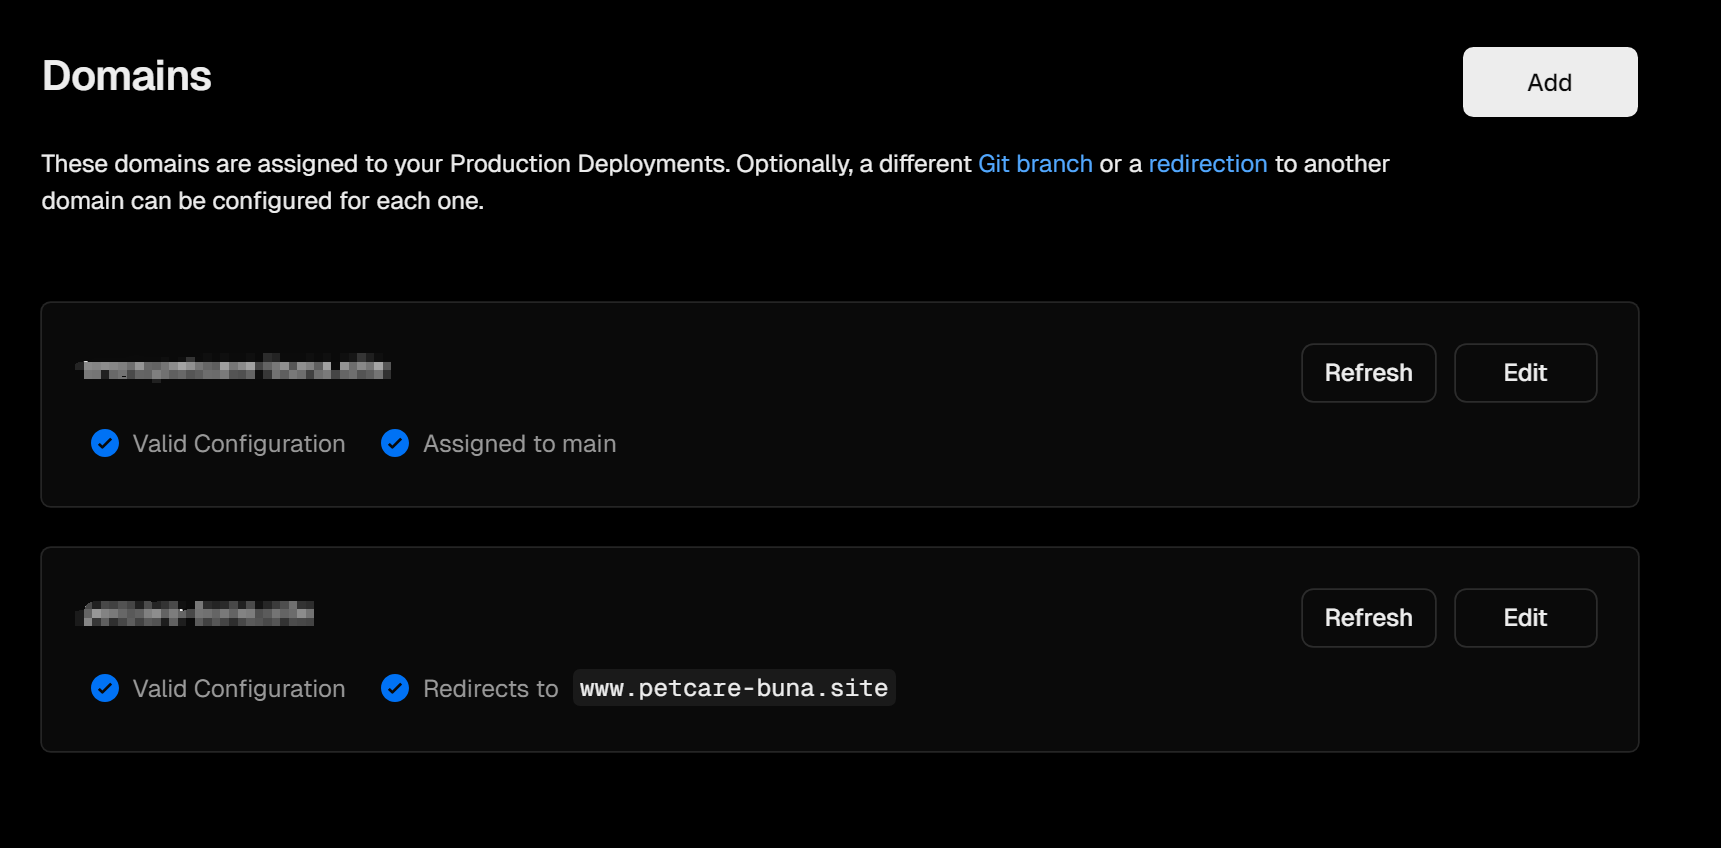 Domains
Add
These domains are assigned to your Production Deployments. Optionally, a different Git branch or a redirection to another
domain can be configured for each one.
Refresh
Edit
Valid Configuration
Assigned to main
Refresh
Edit
Valid Configuration
Redirects to www.petcare-buna.site